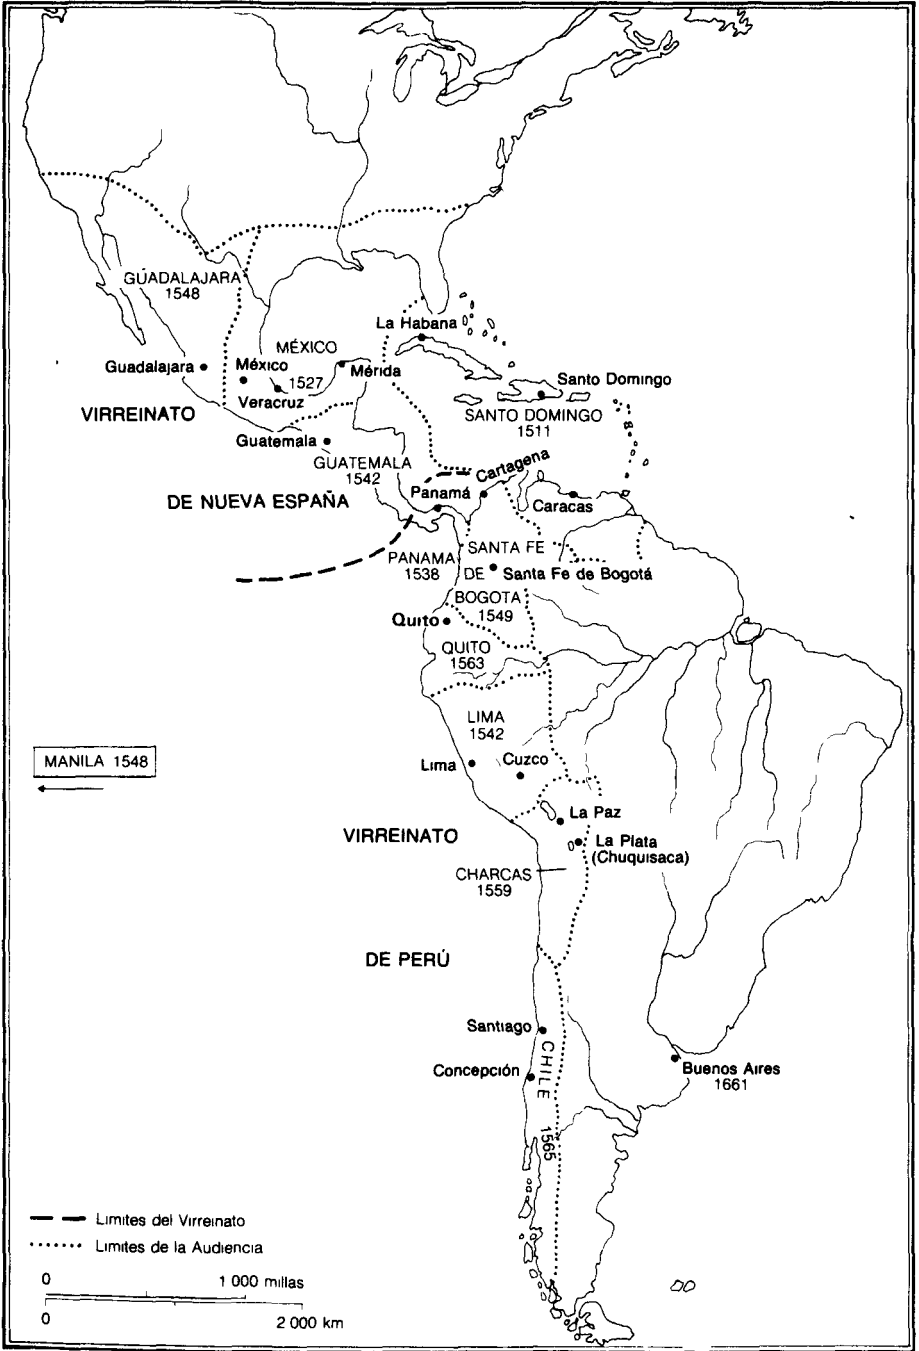 GUADALAJARA
1548
La Habana
MÉXICO
1527
Guadalajara
México
Mérida
Veracruz
Santo Domingo
SANTO DOMINGO
1511
VIRREINATO
Guatemala
GUATEMALA
1542
Cartagena
DE NUEVA ESPAÑA
Panamá
Caracas
PANAMA
1538
SANTA FE
DE
BOGOTA
1549
Santa Fe de Bogotá
Quito
QUITO
1563
LIMA
1542
MANILA 1548
Lima
Cuzco
La Paz
VIRREINATO
La Plata
(Chuquisaca)
CHARCAS
1559
DE PERÚ
Santiago
CHILE 1565
Concepción
Buenos Aires
1661
Limites del Virreinato
Limites de la Audiencia
0 1 000 millas
0 2 000 km